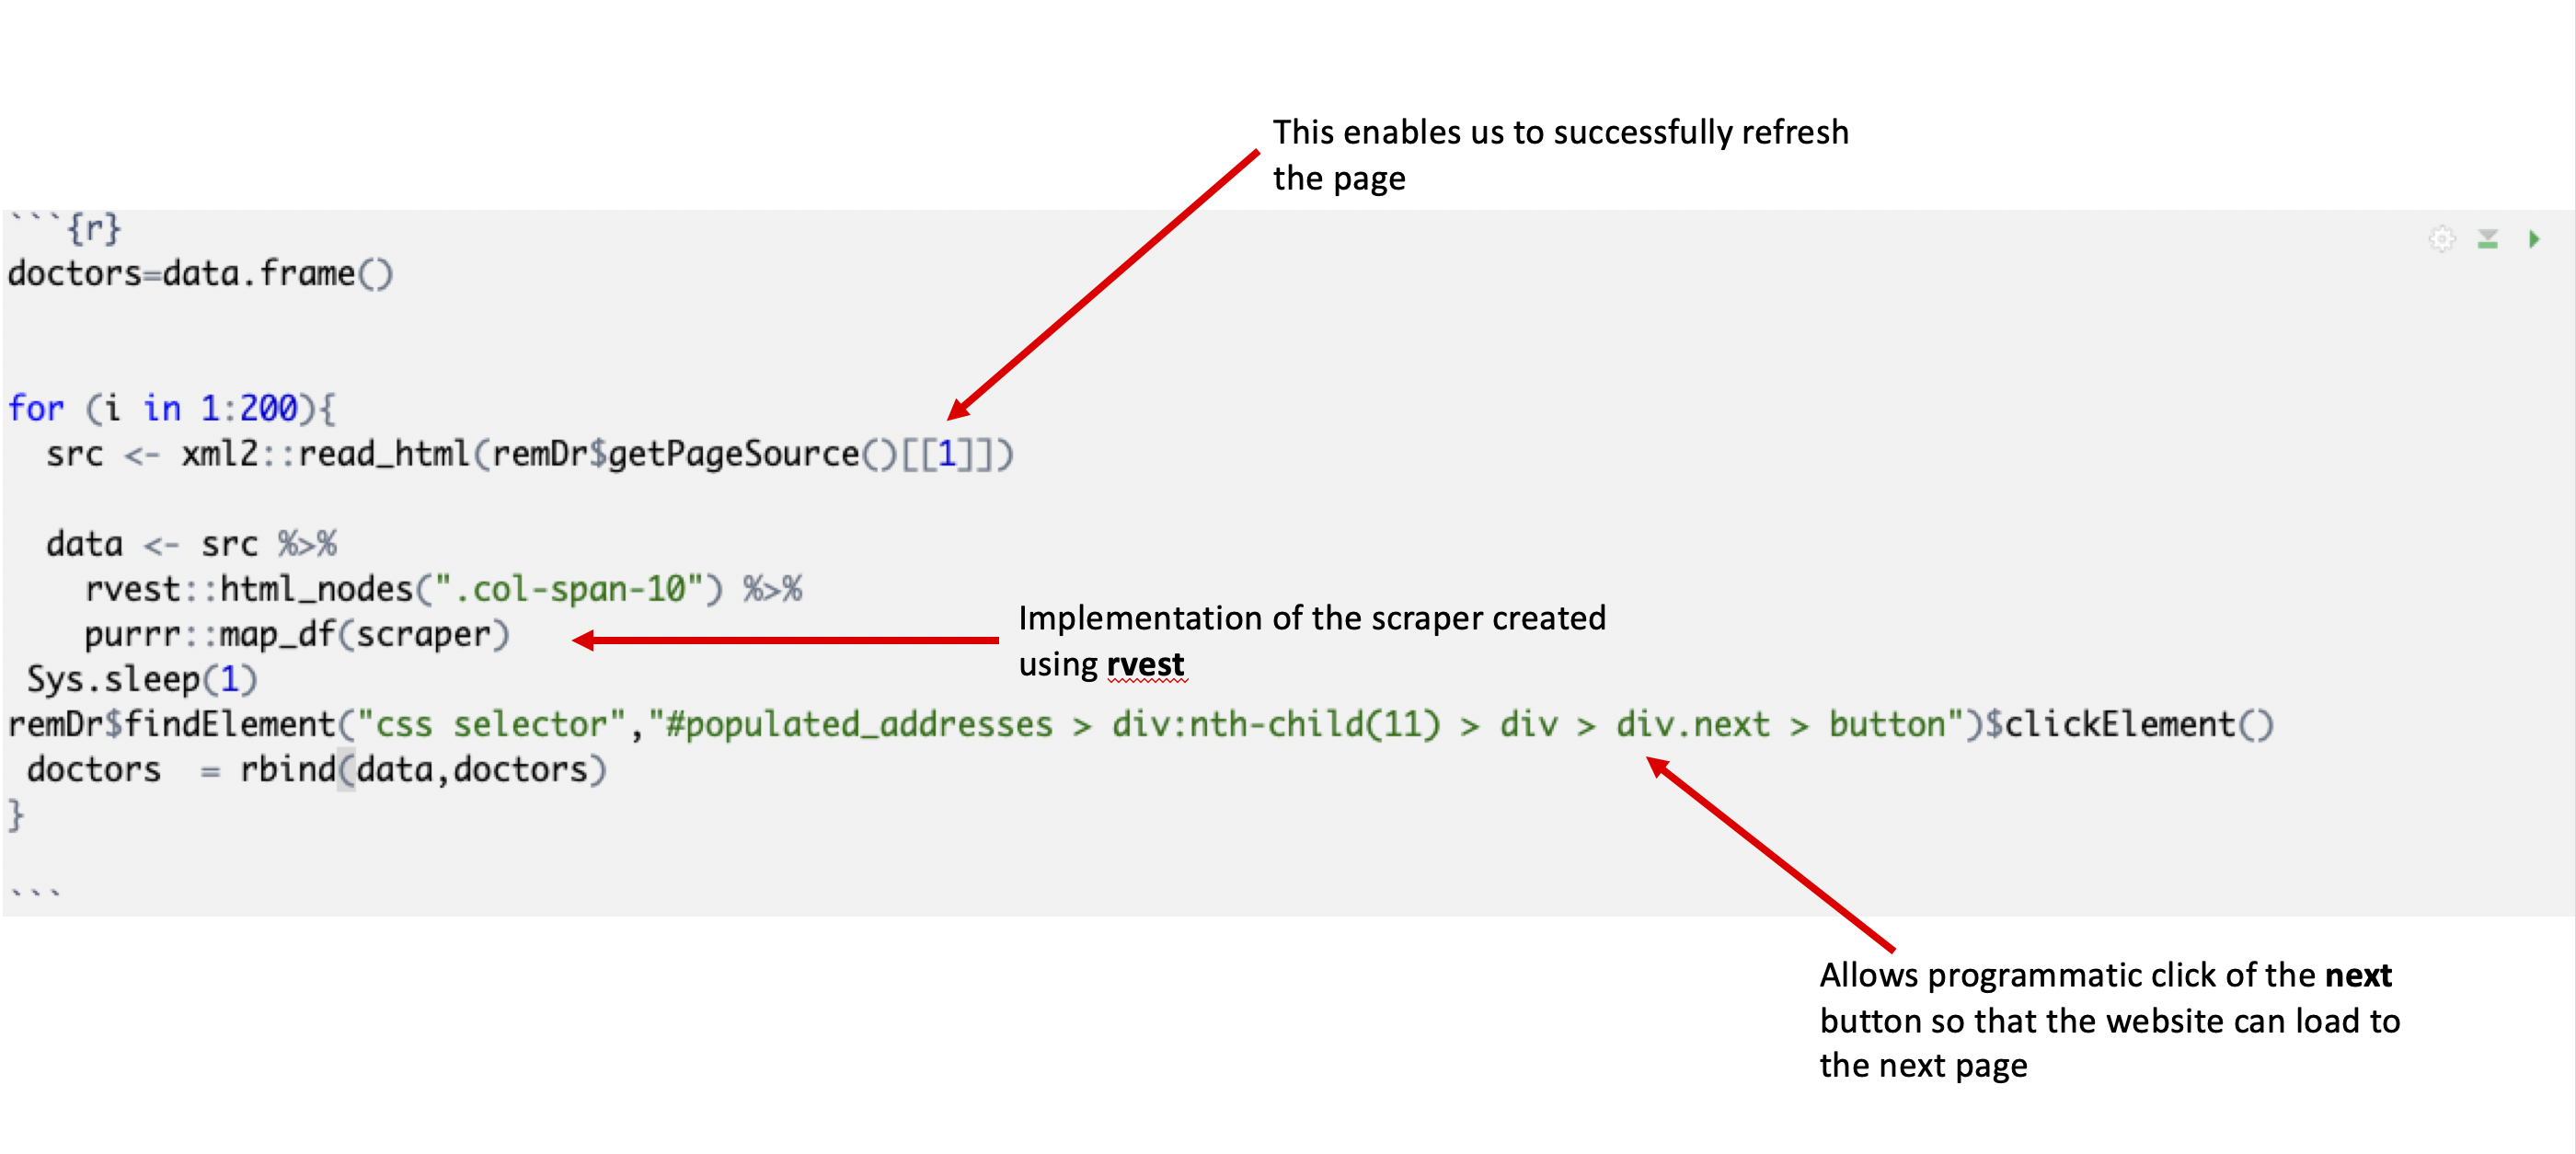 This enables us to successfully refresh
the page
```{r}
doctors=data.frame()
for (i in 1:200){
src <- xml2::read_html(remDr$getPageSource()[[1]])
data <- src %>%
rvest::html_nodes(".col-span-10") %>%
purrr::map_df(scraper)
Implementation of the scraper created
using rvest
Sys.sleep(1)
remDr$findElement("css selector","#populated_addresses > div:nth-child(11) > div > div.next > button")$clickElement()
doctors  = rbind(data,doctors)
}
```
Allows programmatic click of the next
button so that the website can load to
the next page